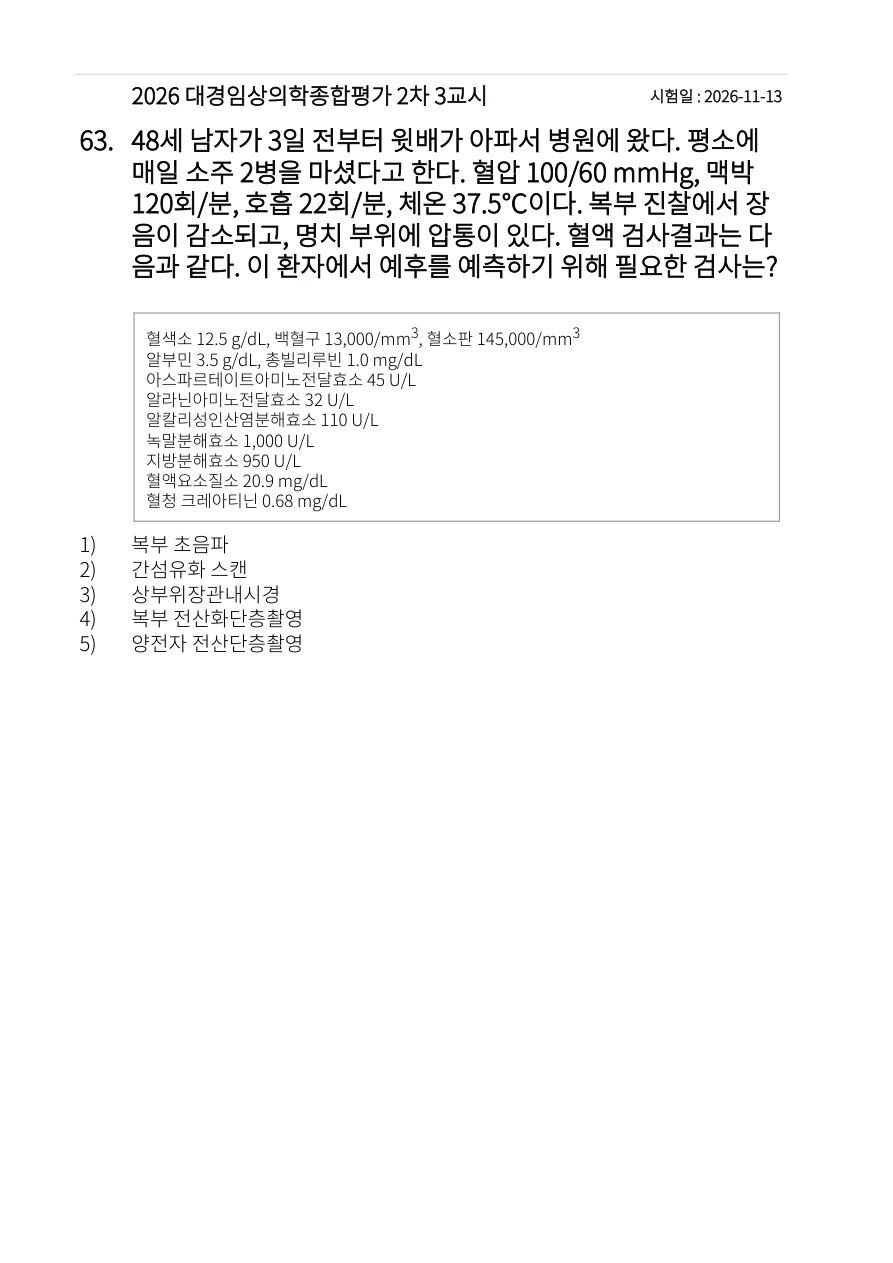 2026 대경임상의학종합평가 2차 3교시 시험일 : 2026-11-13
63. 48세 남자가 3일 전부터 윗배가 아파서 병원에 왔다. 평소에
매일 소주 2병을 마셨다고 한다. 혈압 100/60 mmHg, 맥박
120회/분, 호흡 22회/분, 체온 37.5℃이다. 복부 진찰에서 장
음이 감소되고, 명치 부위에 압통이 있다. 혈액 검사결과는 다
음과 같다. 이 환자에서 예후를 예측하기 위해 필요한 검사는?
혈색소 12.5 g/dL, 백혈구 13,000/mm³, 혈소판 145,000/mm³
알부민 3.5 g/dL, 총빌리루빈 1.0 mg/dL
아스파르테이트아미노전달효소 45 U/L
알라닌아미노전달효소 32 U/L
알칼리성인산염분해효소 110 U/L
녹말분해효소 1,000 U/L
지방분해효소 950 U/L
혈액요소질소 20.9 mg/dL
혈청 크레아티닌 0.68 mg/dL
1) 복부 초음파
2) 간섬유화 스캔
3) 상부위장관내시경
4) 복부 전산화단층촬영
5) 양전자 전산단층촬영